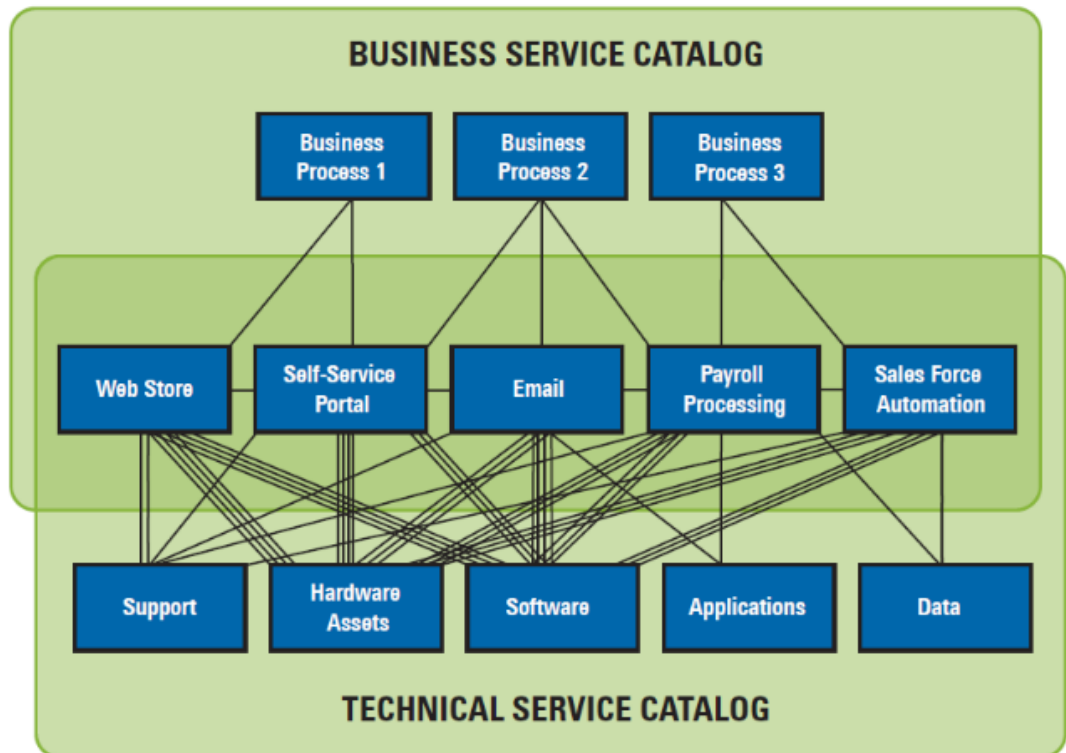 BUSINESS SERVICE CATALOG
Business
Process 1
Business
Process 2
Business
Process 3
Web Store
Self-Service
Portal
Email
Payroll
Processing
Sales Force
Automation
Support
Hardware
Assets
Software
Applications
Data
TECHNICAL SERVICE CATALOG